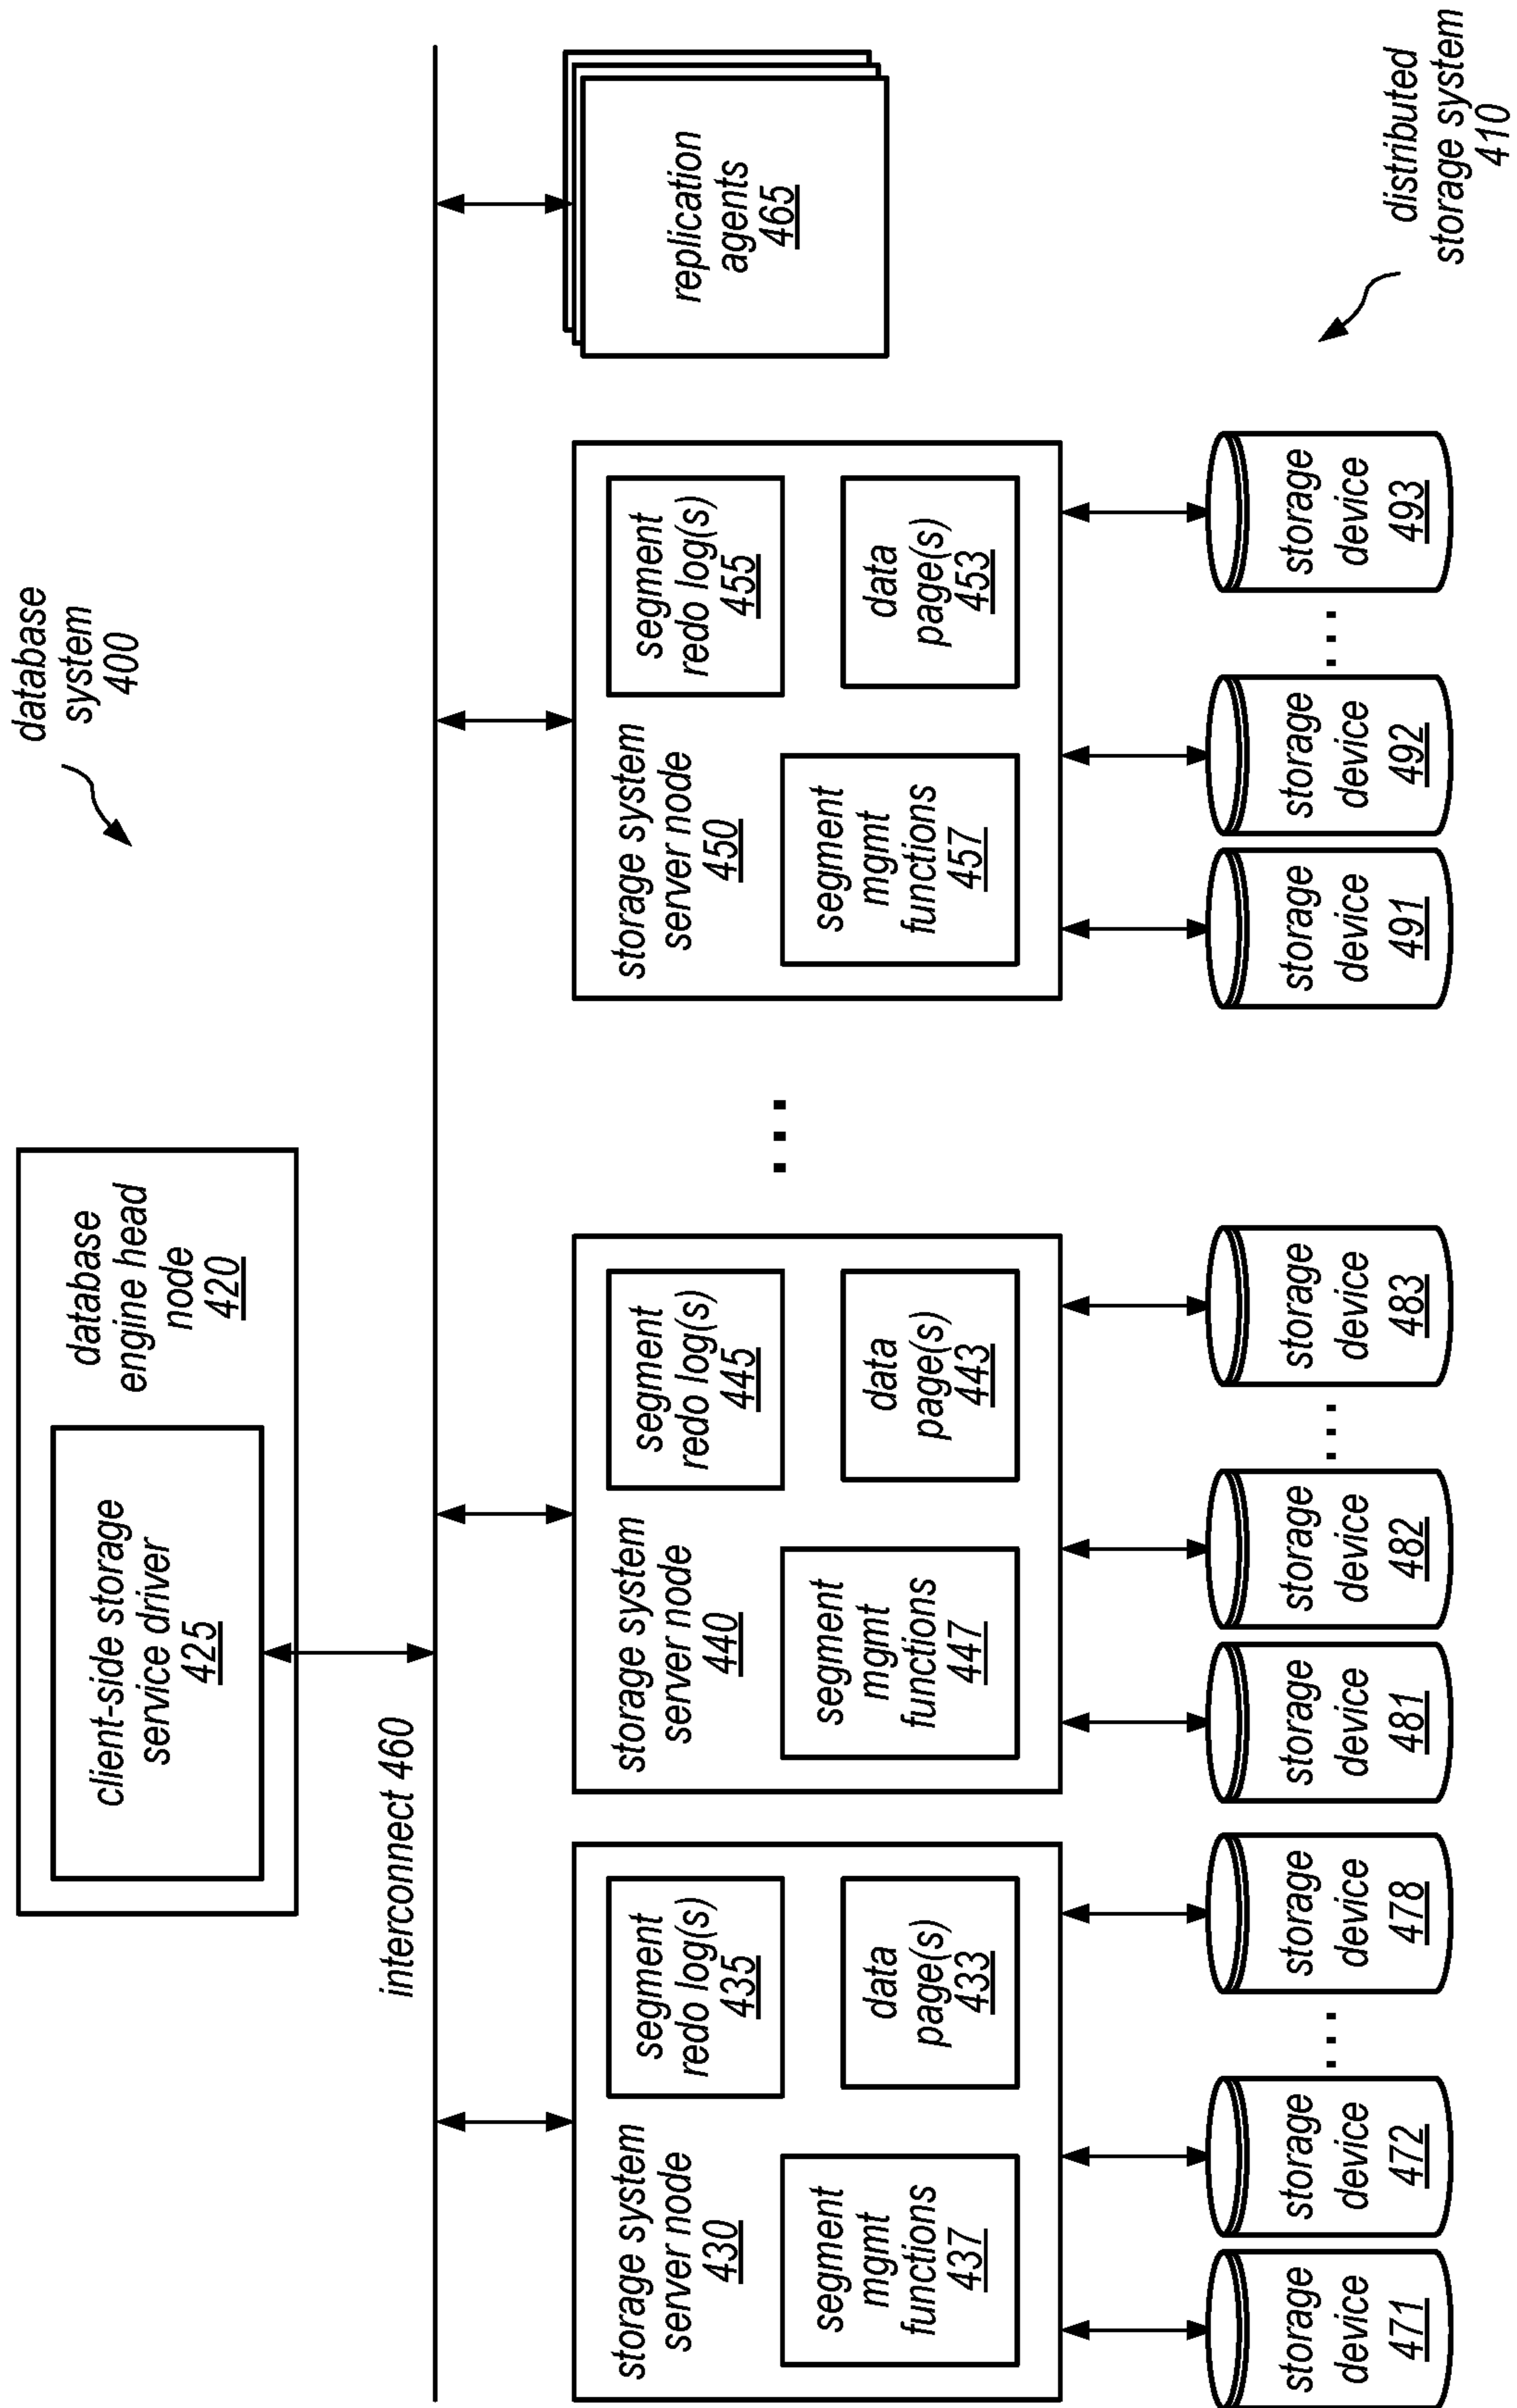 database
system
400
database
engine head
node
420
client-side storage
service driver
425
interconnect 460
storage system
server node
430
segment
redo log(s)
435
segment
mgmt
functions
437
data
page(s)
433
storage system
server node
440
segment
redo log(s)
445
segment
mgmt
functions
447
data
page(s)
443
...
storage system
server node
450
segment
redo log(s)
455
segment
mgmt
functions
457
data
page(s)
453
replication
agents
465
storage
device
471
storage
device
472
...
storage
device
478
storage
device
481
storage
device
482
...
storage
device
483
storage
device
491
storage
device
492
...
storage
device
493
distributed
storage system
410